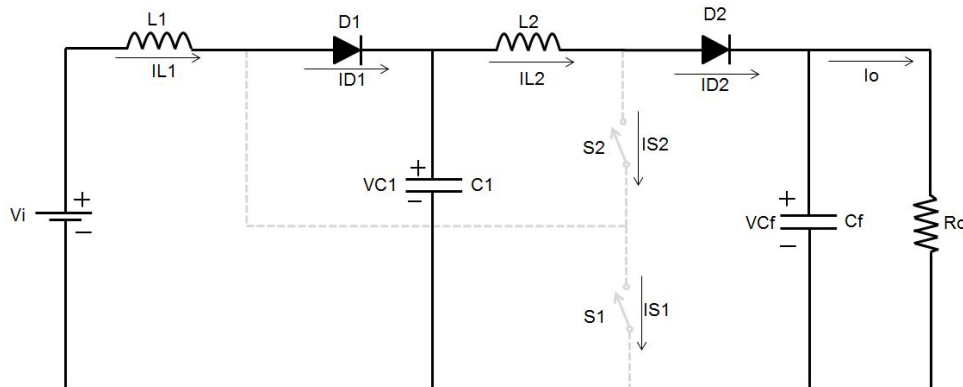 L1
D1
L2
D2
IL1
ID1
IL2
ID2
Io
S2
IS2
+
VC1
C1
−
+
Vi
−
+
VCf
Cf
−
Ro
S1
IS1